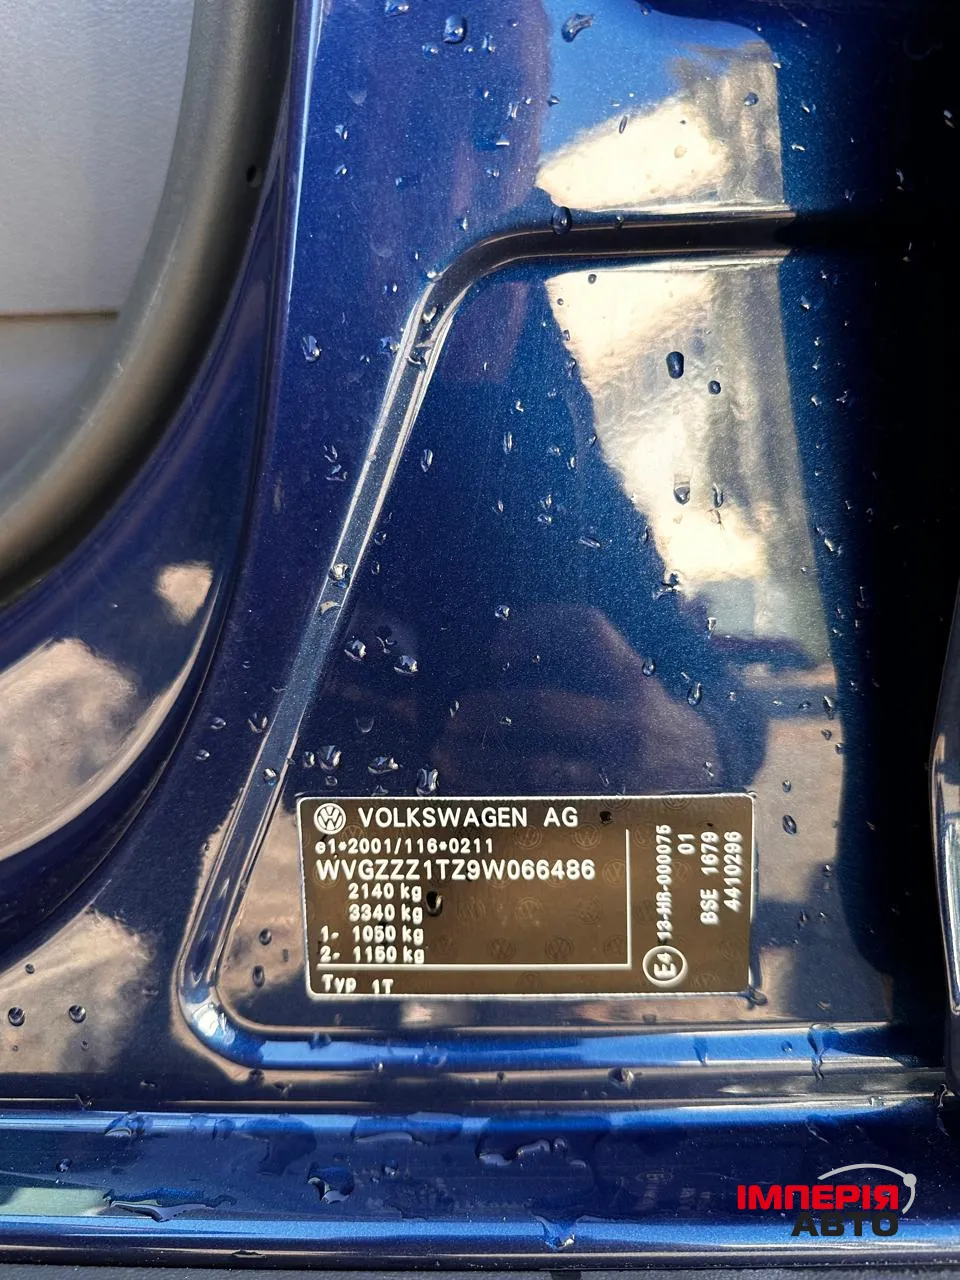 VOLKSWAGEN AG
e1*2001/116*0211
WVGZZZ1TZ9W066486
2140 kg
3340 kg
1- 1050 kg
2- 1150 kg
Typ 1T
E4 13-HR-000075
01
BSE 1679
4410296
ІМПЕРІЯ
АВТО